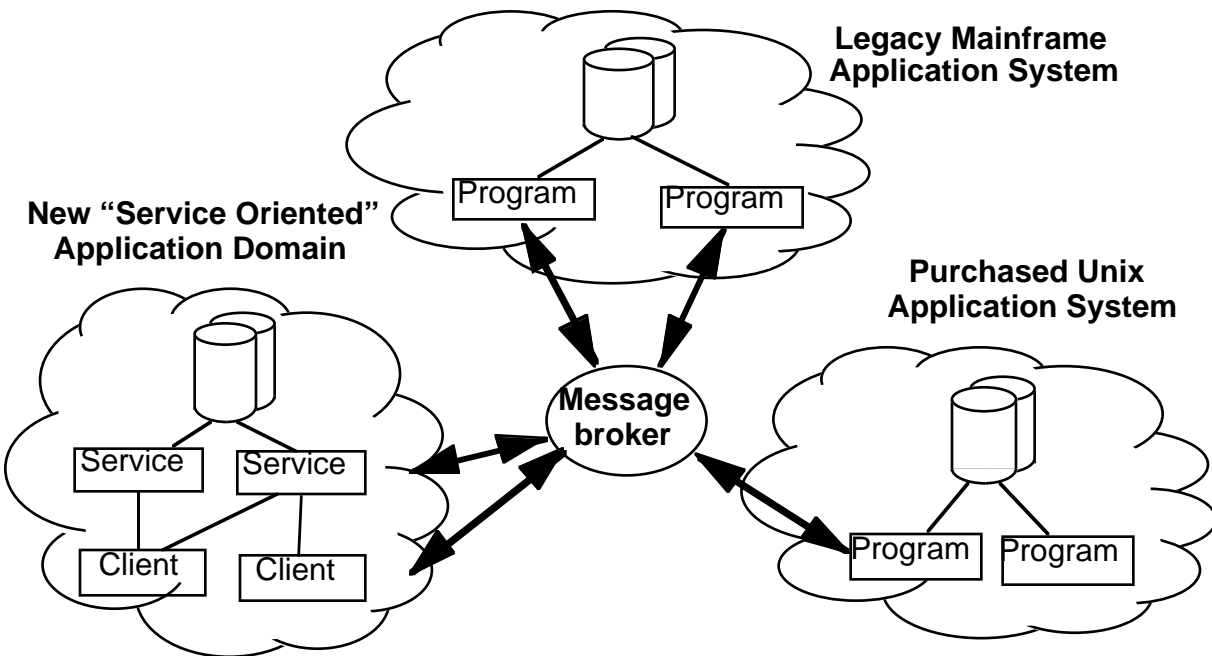 Legacy Mainframe
Application System
Program
Program
New “Service Oriented”
Application Domain
Purchased Unix
Application System
Message
broker
Service
Service
Client
Client
Program
Program